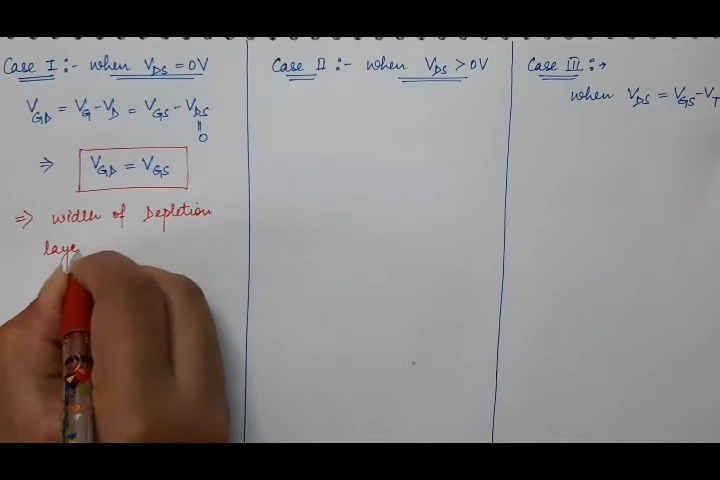 Case I :- when V_DS = 0V
V_GD = V_G - V_D = V_GS - V_DS
||
0
⇒ V_GD = V_GS
⇒ width of Depletion
laye
Case II :- when V_DS > 0V
Case III :→
when V_DS = V_GS - V_T